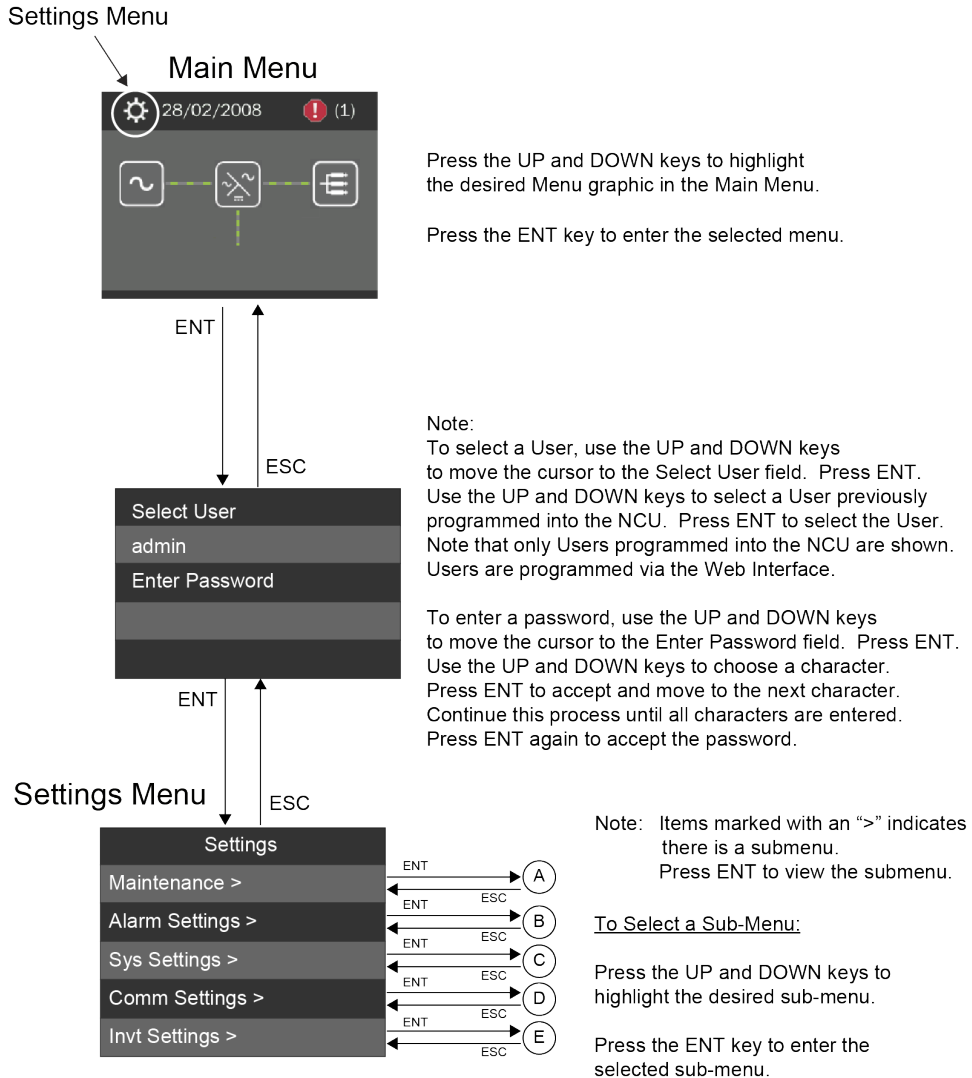 Settings Menu
Main Menu
28/02/2008 (1)
Press the UP and DOWN keys to highlight
the desired Menu graphic in the Main Menu.
Press the ENT key to enter the selected menu.
ENT
ESC
Note:
To select a User, use the UP and DOWN keys
to move the cursor to the Select User field. Press ENT.
Use the UP and DOWN keys to select a User previously
programmed into the NCU. Press ENT to select the User.
Note that only Users programmed into the NCU are shown.
Users are programmed via the Web Interface.
To enter a password, use the UP and DOWN keys
to move the cursor to the Enter Password field. Press ENT.
Use the UP and DOWN keys to choose a character.
Press ENT to accept and move to the next character.
Continue this process until all characters are entered.
Press ENT again to accept the password.
Select User
admin
Enter Password
ENT
ESC
Settings Menu
Settings
Maintenance >
ENT
ESC
A
Alarm Settings >
ENT
ESC
B
Sys Settings >
ENT
ESC
C
Comm Settings >
ENT
ESC
D
Invt Settings >
ENT
ESC
E
Note: Items marked with an “>” indicates
there is a submenu.
Press ENT to view the submenu.
To Select a Sub-Menu:
Press the UP and DOWN keys to
highlight the desired sub-menu.
Press the ENT key to enter the
selected sub-menu.